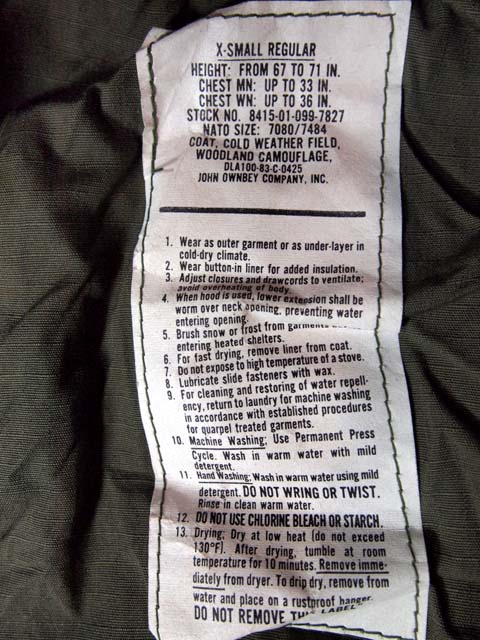 X-SMALL REGULAR
HEIGHT: FROM 67 TO 71 IN.
CHEST MN: UP TO 33 IN.
CHEST WN: UP TO 36 IN.
STOCK NO. 8415-01-099-7827
NATO SIZE: 7080/7484
COAT, COLD WEATHER FIELD,
WOODLAND CAMOUFLAGE,
DLA100-83-C-0425
JOHN OWNBEY COMPANY, INC.
1. Wear as outer garment or as under-layer in
cold-dry climate.
2. Wear button-in liner for added insulation.
3. Adjust closures and drawcords to ventilate;
avoid overheating of body.
4. When hood is used, lower extension shall be
worn over neck opening, preventing water
entering opening.
5. Brush snow or frost from garments
entering heated shelters.
6. For fast drying, remove liner from coat.
7. Do not expose to high temperature of a stove.
8. Lubricate slide fasteners with wax.
9. For cleaning and restoring of water repell-
ency, return to laundry for machine washing
in accordance with established procedures
for quarpel treated garments.
10. Machine Washing: Use Permanent Press
Cycle. Wash in warm water with mild
detergent.
11. Hand Washing: Wash in warm water using mild
detergent. DO NOT WRING OR TWIST.
Rinse in clean warm water.
12. DO NOT USE CHLORINE BLEACH OR STARCH.
13. Drying: Dry at low heat (do not exceed
130°F). After drying, tumble at room
temperature for 10 minutes. Remove imme-
diately from dryer. To drip dry, remove from
water and place on a rustproof hanger.
DO NOT REMOVE THIS LABEL